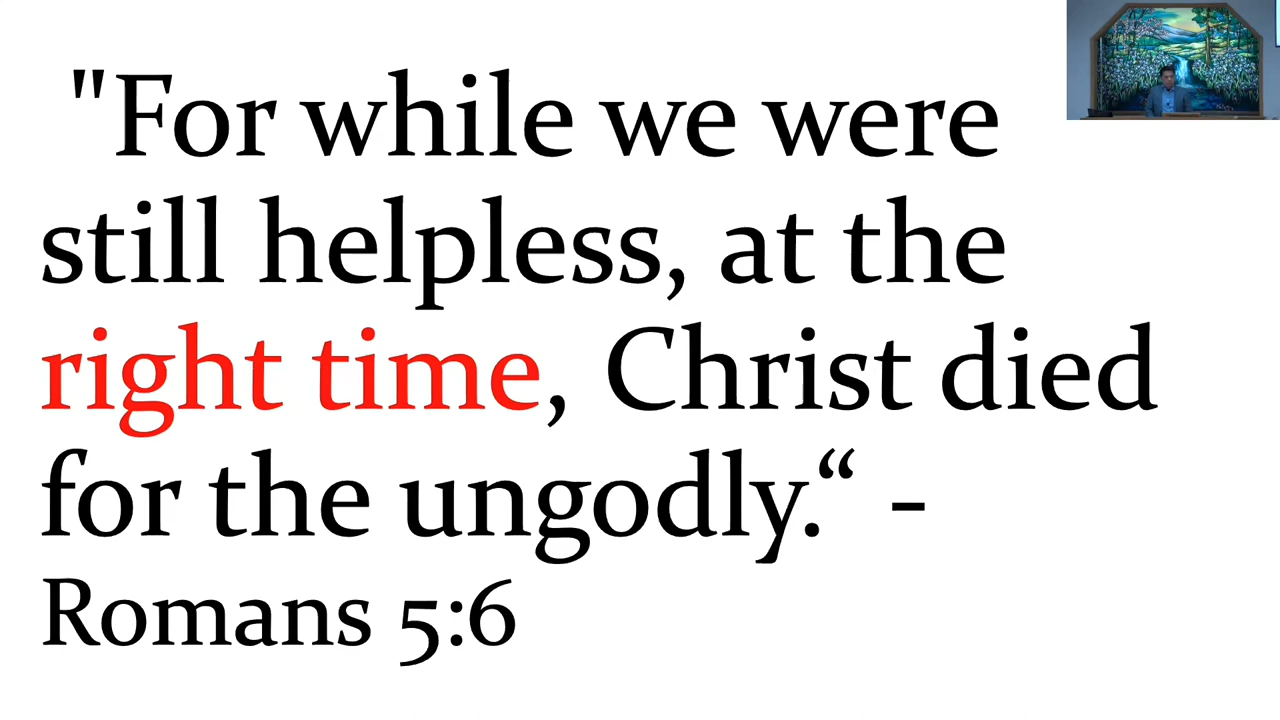 "For while we were
still helpless, at the
right time, Christ died
for the ungodly.“ -
Romans 5:6